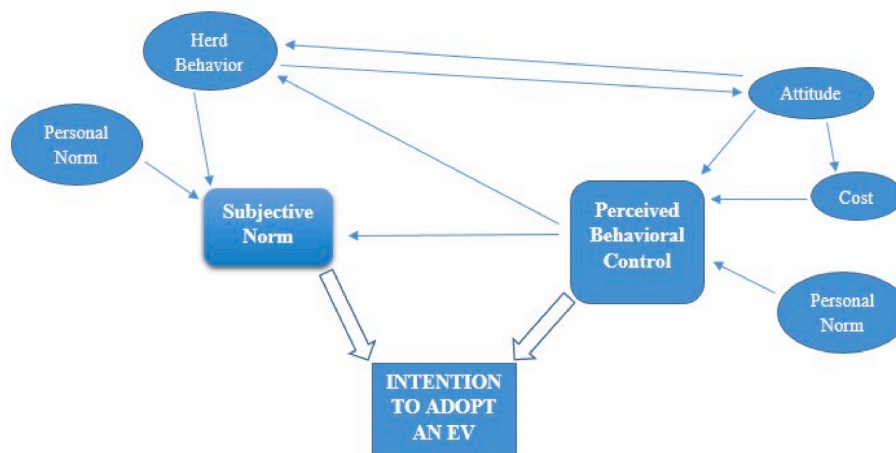 Herd
Behavior
Attitude
Personal
Norm
Subjective
Norm
Perceived
Behavioral
Control
Cost
Personal
Norm
INTENTION
TO ADOPT
AN EV